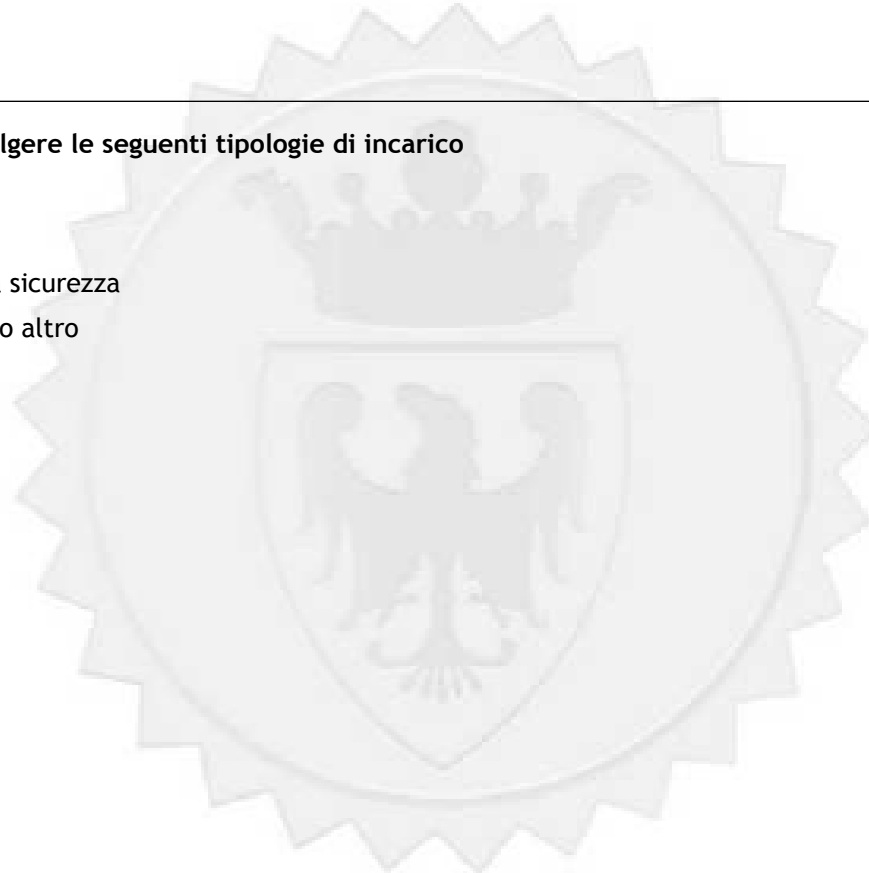 lgere le seguenti tipologie di incarico
sicurezza
o altro